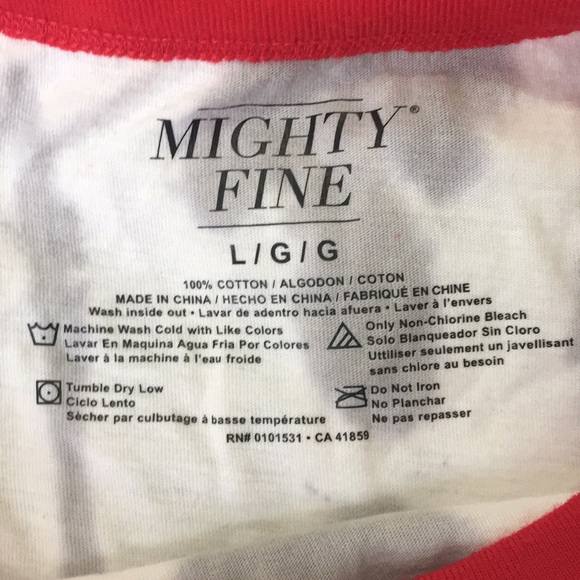 MIGHTY®
FINE
L / G / G
100% COTTON / ALGODON / COTON
MADE IN CHINA / HECHO EN CHINA / FABRIQUÉ EN CHINE
Wash inside out • Lavar de adentro hacia afuera • Laver à l'envers
Machine Wash Cold with Like Colors
Lavar En Maquina Agua Fria Por Colores
Laver à la machine à l'eau froide
Only Non-Chlorine Bleach
Solo Blanqueador Sin Cloro
Uttiliser seulement un javellisant
sans chlore au besoin
Tumble Dry Low
Ciclo Lento
Sècher par culbutage à basse température
Do Not Iron
No Planchar
Ne pas repasser
RN# 0101531 • CA 41859